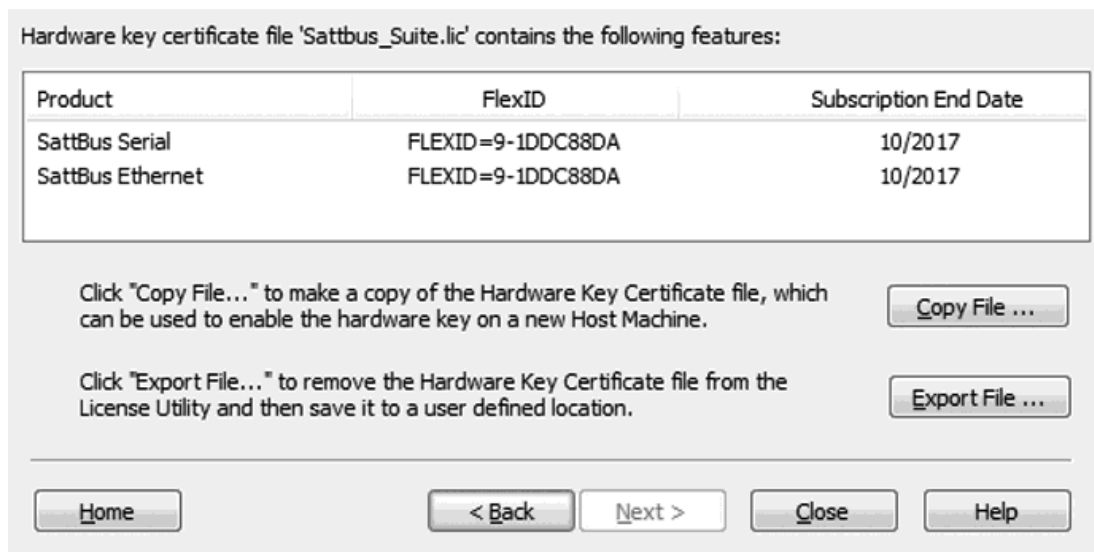 Hardware key certificate file 'Sattbus_Suite.lic' contains the following features:
Product FlexID Subscription End Date
SattBus Serial FLEXID=9-1DDC88DA 10/2017
SattBus Ethernet FLEXID=9-1DDC88DA 10/2017
Click "Copy File..." to make a copy of the Hardware Key Certificate file, which
can be used to enable the hardware key on a new Host Machine.
Copy File ...
Click "Export File..." to remove the Hardware Key Certificate file from the
License Utility and then save it to a user defined location.
Export File ...
Home < Back Next > Close Help